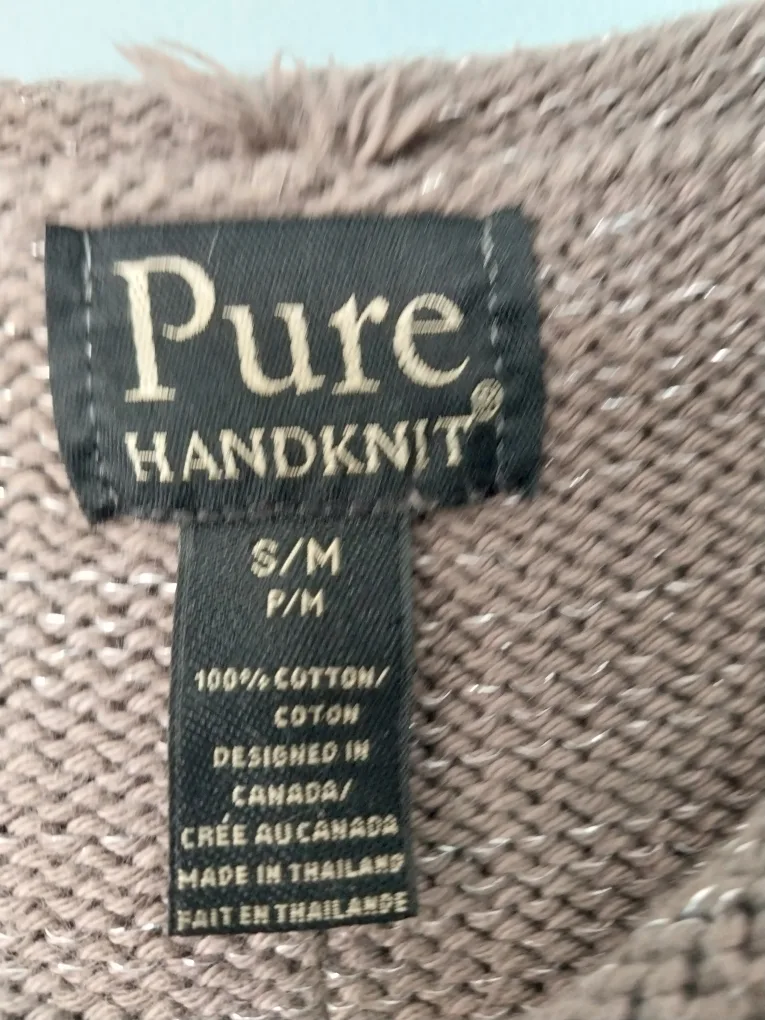 Pure
HANDKNIT®
S/M
P/M
100% COTTON/
COTON
DESIGNED IN
CANADA/
CRÉE AU CANADA
MADE IN THAILAND
FAIT EN THAILANDE